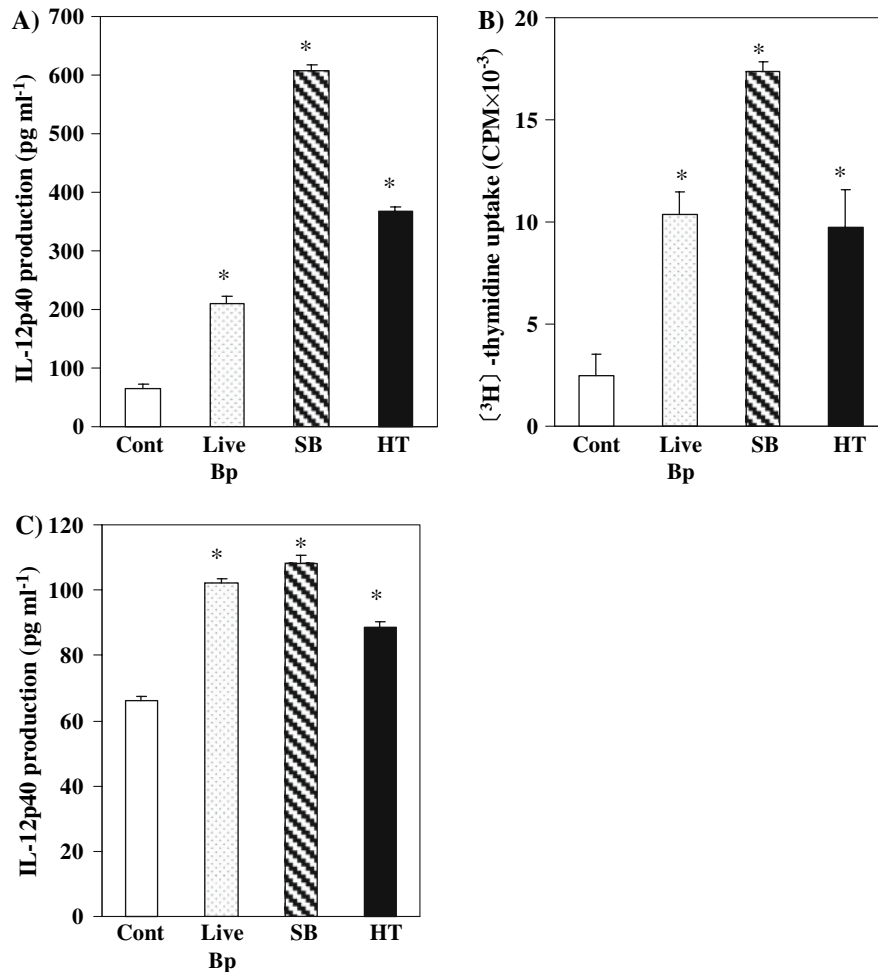 A)
IL-12p40 production (pg ml-1)
700
600
500
400
300
200
100
0
*
*
*
Cont Live SB HT
Bp
B)
〔3H〕-thymidine uptake (CPM×10-3)
20
15
10
5
0
*
*
*
Cont Live SB HT
Bp
C)
IL-12p40 production (pg ml-1)
120
100
80
60
40
20
0
*
*
*
Cont Live SB HT
Bp